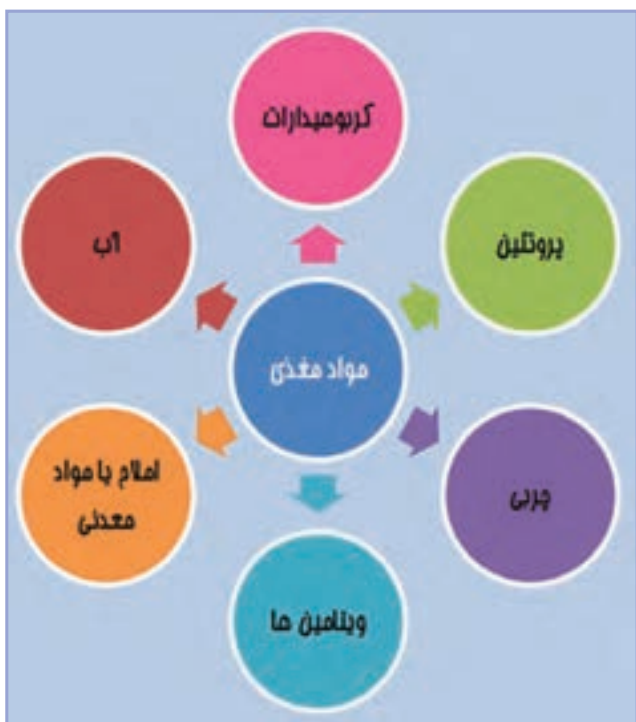 کربوهیدارات
پروتئین
آب
مواد مغذی
چربی
املاح یا مواد
معدنی
ویتامین ها